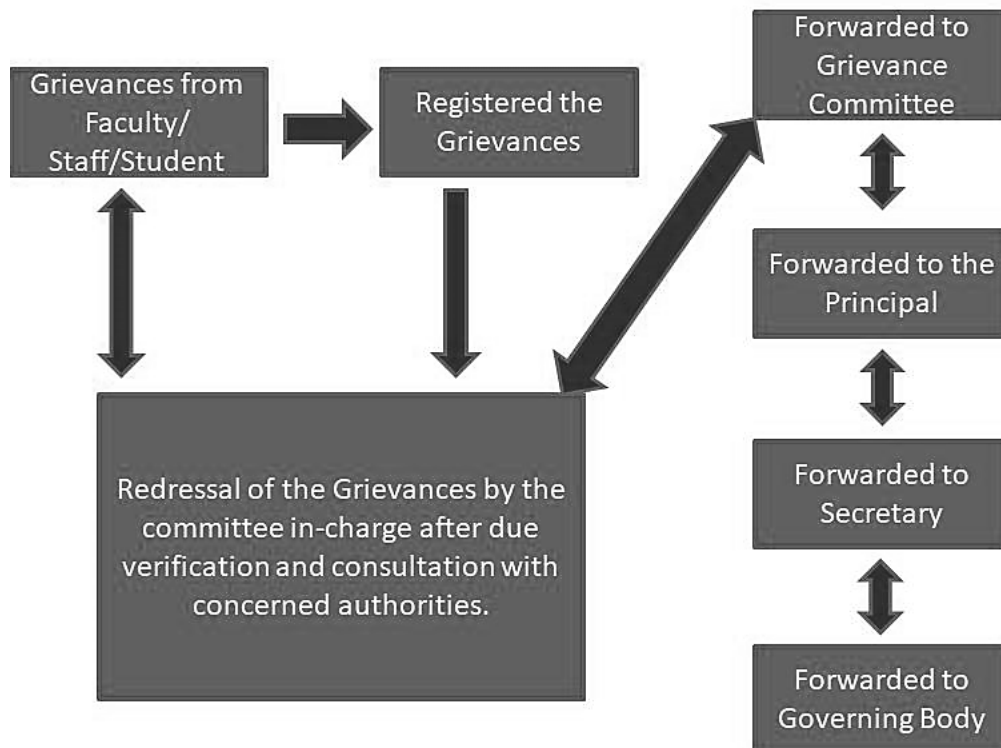 Grievances from
Faculty/
Staff/Student
Registered the
Grievances
Forwarded to
Grievance
Committee
Forwarded to the
Principal
Redressal of the Grievances by the
committee in-charge after due
verification and consultation with
concerned authorities.
Forwarded to
Secretary
Forwarded to
Governing Body